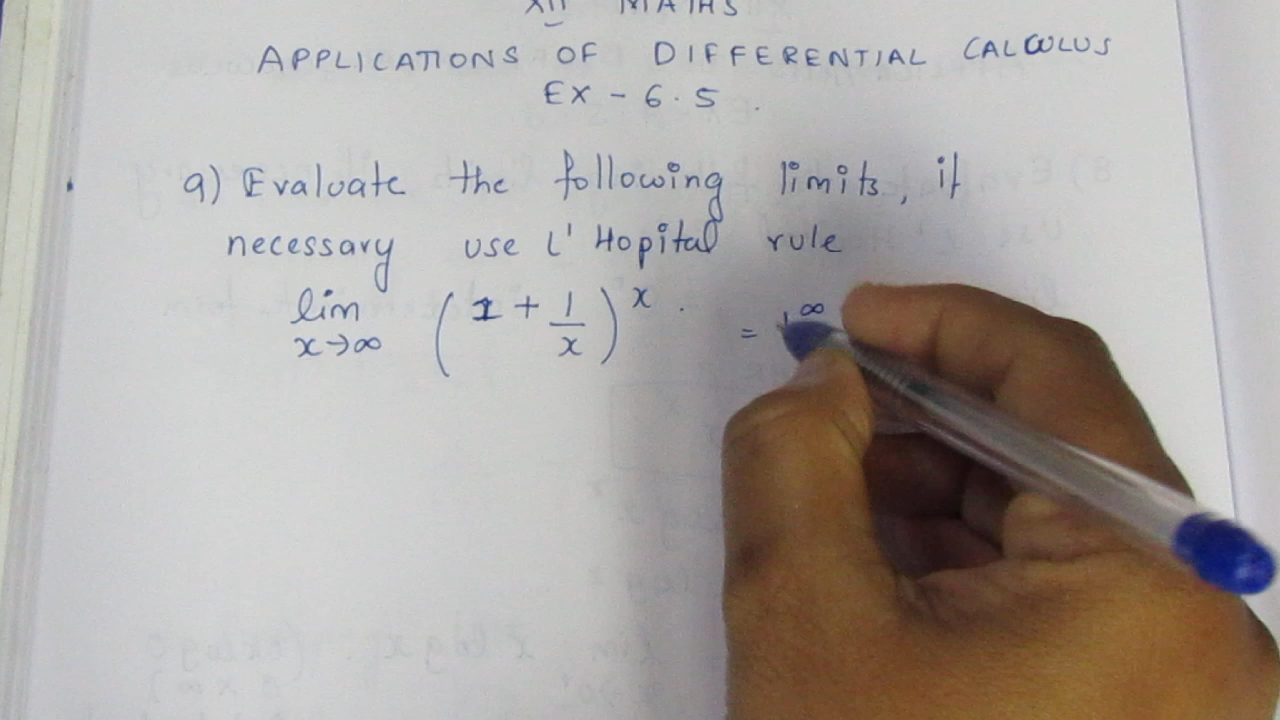 XII MATHS
APPLICATIONS OF DIFFERENTIAL CALCULUS
EX - 6.5
9) Evaluate the following limits, if
necessary use L' Hopital rule
lim x→∞ (1 + 1/x)^x . = 1^∞